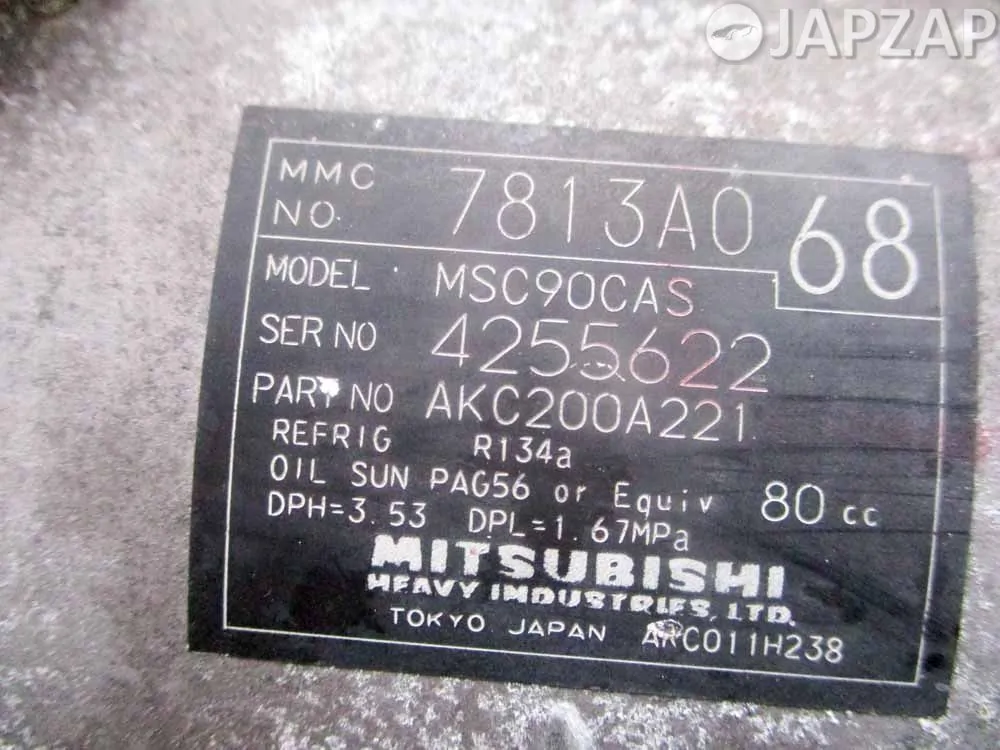 JAPZAP
MMC NO. 7813A068
MODEL MSC90CAS
SER NO 4255622
PART NO AKC200A221
REFRIG R134a
OIL SUN PAG56 or Equiv 80 cc
DPH=3.53 DPL=1.67MPa
MITSUBISHI
HEAVY INDUSTRIES, LTD.
TOKYO JAPAN AKC011H238